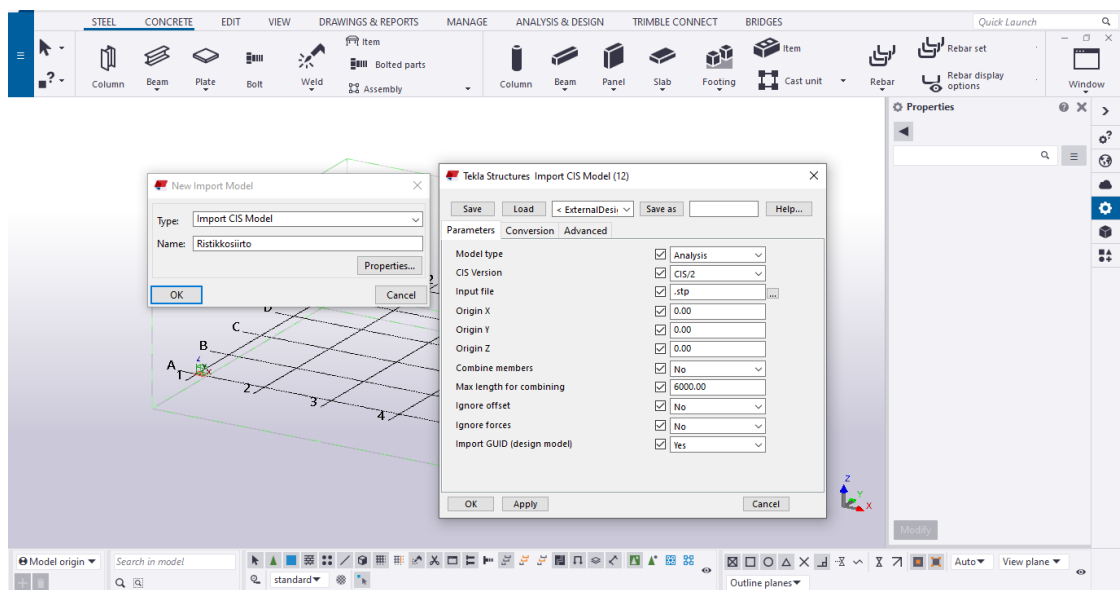 STEEL CONCRETE EDIT VIEW DRAWINGS & REPORTS MANAGE ANALYSIS & DESIGN TRIMBLE CONNECT BRIDGES Quick Launch
Item
Bolted parts
Assembly
Column Beam Plate Bolt Weld
Column Beam Panel Slab Footing
Item
Cast unit
Rebar
Rebar set
Rebar display
options
Window
Properties
New Import Model
Type: Import CIS Model
Name: Ristikkosiirto
Properties...
OK Cancel
Tekla Structures Import CIS Model (12)
Save Load < ExternalDesi Save as Help...
Parameters Conversion Advanced
Model type Analysis
CIS Version CIS/2
Input file .stp ...
Origin X 0.00
Origin Y 0.00
Origin Z 0.00
Combine members No
Max length for combining 6000.00
Ignore offset No
Ignore forces No
Import GUID (design model) Yes
OK Apply Cancel
D
C
B
A
1
2
3
4
2
Z
Y
X
Modify
Model origin Search in model
standard
Auto View plane
Outline planes